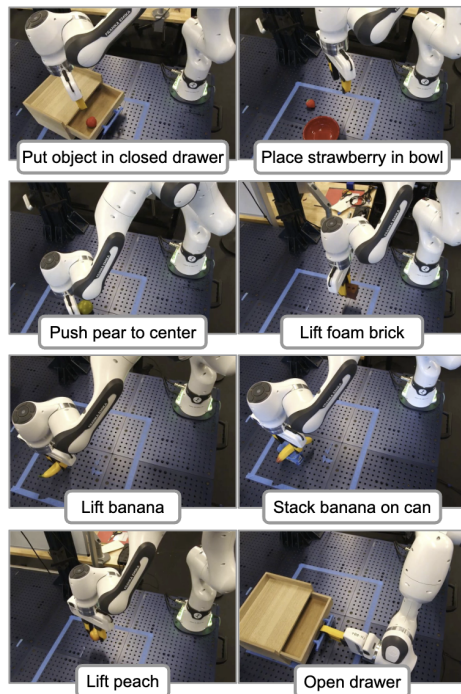 Put object in closed drawer
Place strawberry in bowl
Push pear to center
Lift foam brick
Lift banana
Stack banana on can
Lift peach
Open drawer